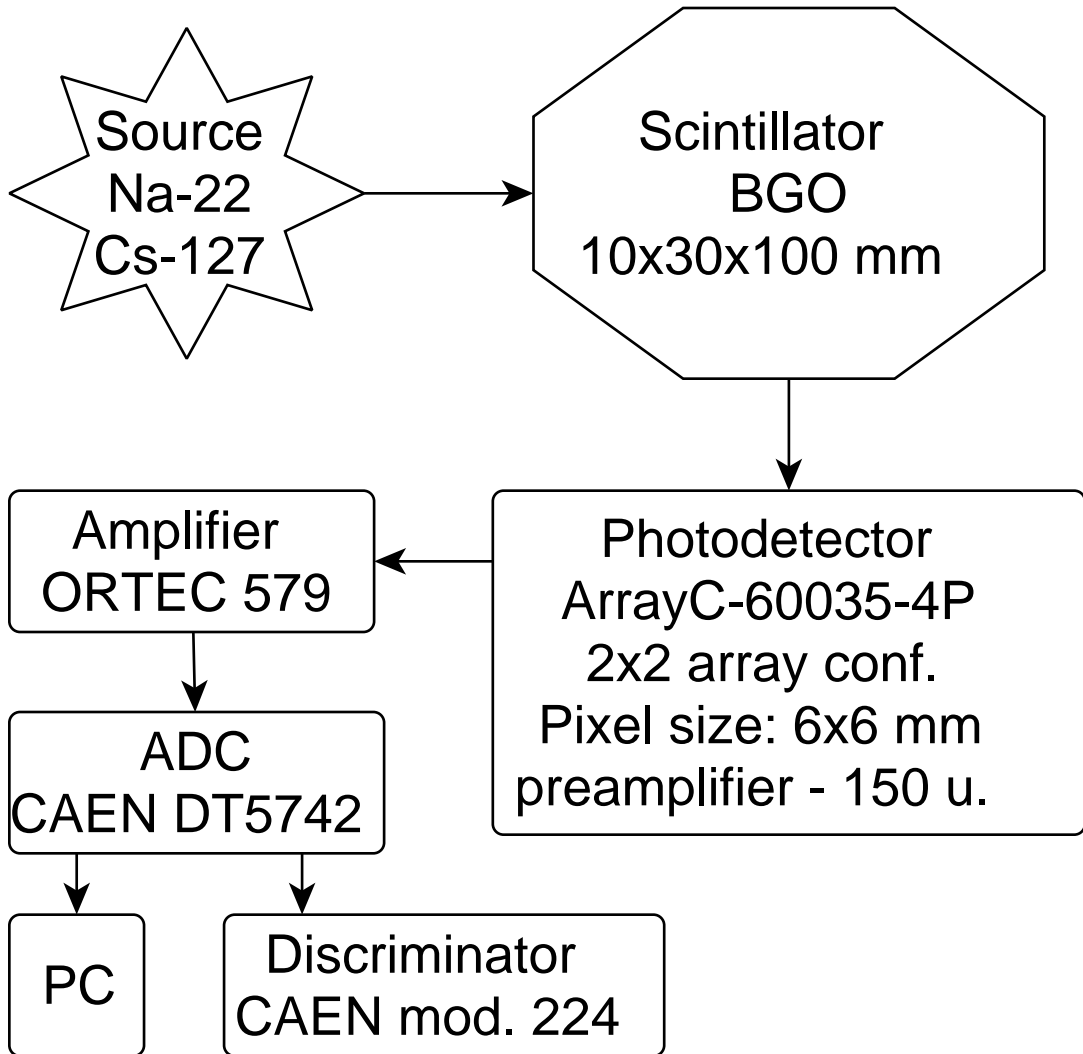 Source
Na-22
Cs-127
Scintillator
BGO
10x30x100 mm
Amplifier
ORTEC 579
Photodetector
ArrayC-60035-4P
2x2 array conf.
Pixel size: 6x6 mm
preamplifier - 150 u.
ADC
CAEN DT5742
PC
Discriminator
CAEN mod. 224